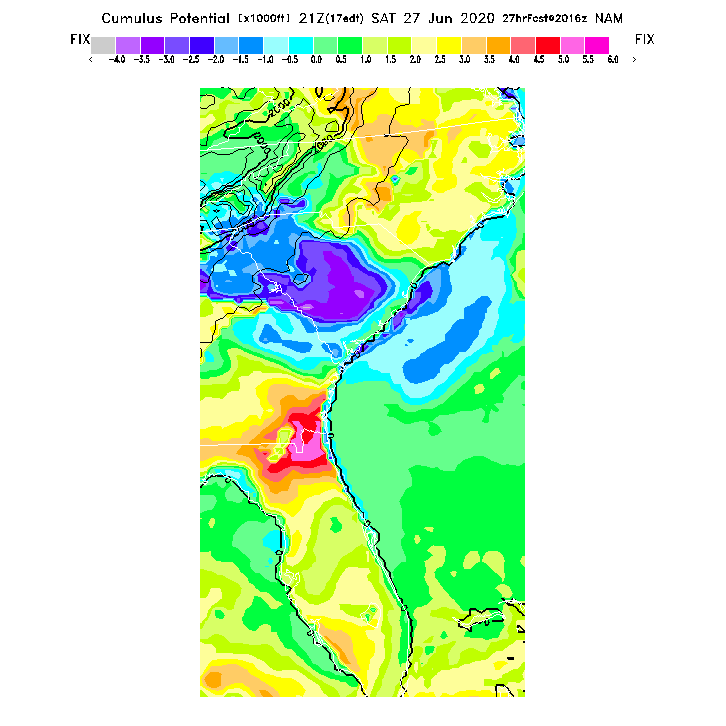 Cumulus Potential [x1000ft] 21Z(17edt) SAT 27 Jun 2020 27hrFcst@2016z NAM
FIX FIX
< -4.0 -3.5 -3.0 -2.5 -2.0 -1.5 -1.0 -0.5 0.0 0.5 1.0 1.5 2.0 2.5 3.0 3.5 4.0 4.5 5.0 5.5 6.0 >
2000
2000